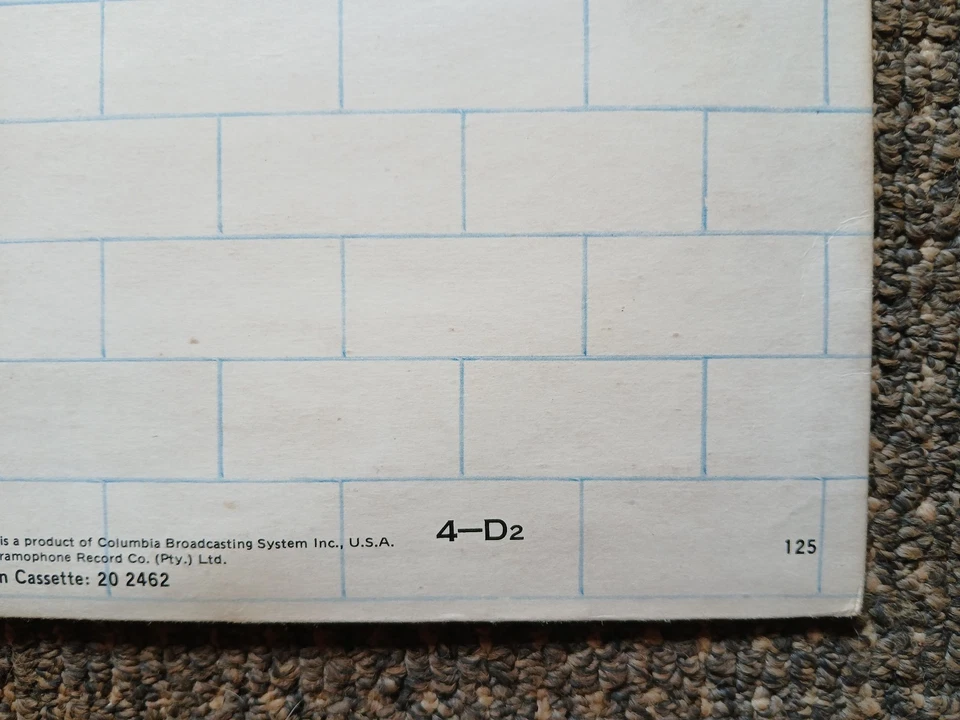 is a product of Columbia Broadcasting System Inc., U.S.A.
ramophone Record Co. (Pty.) Ltd.
n Cassette: 20 2462
4—D2
125